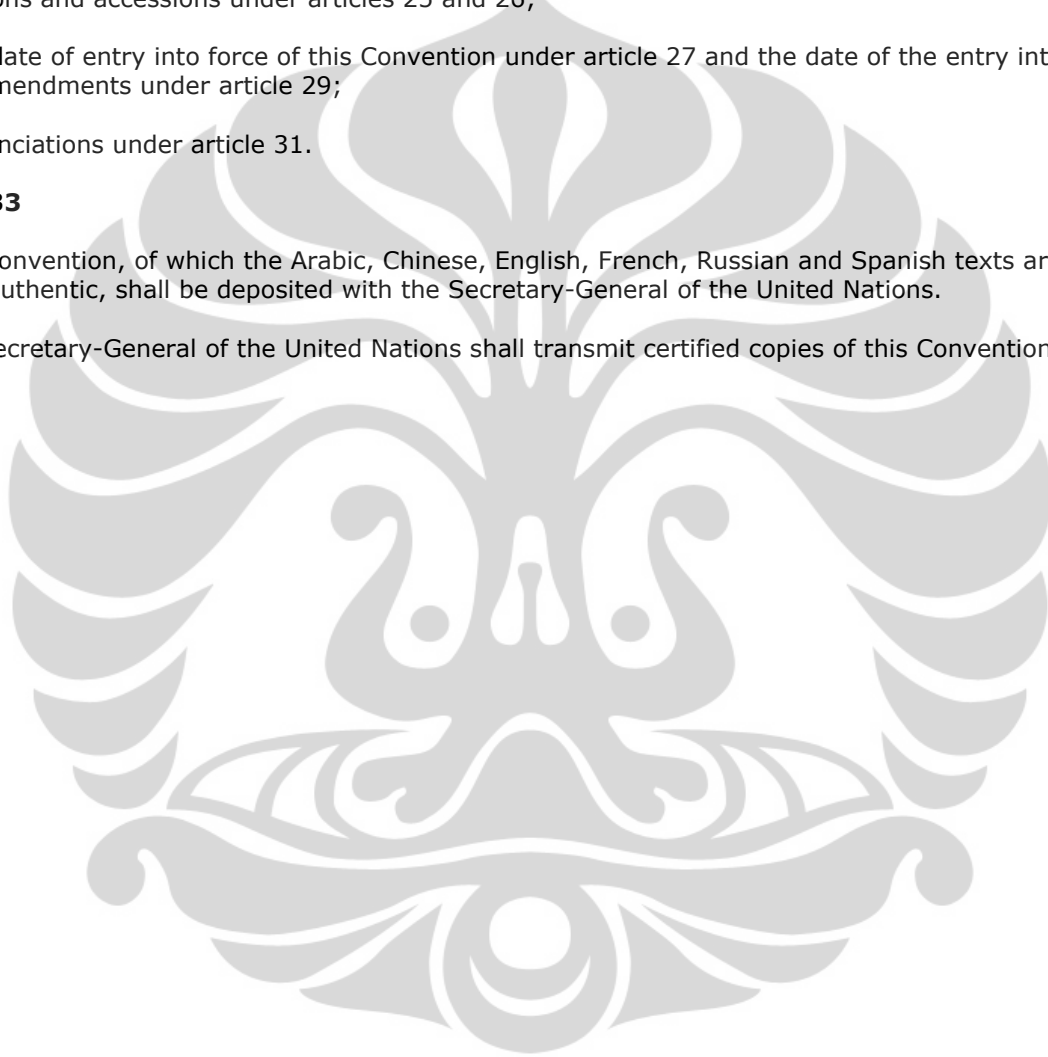 ons and accessions under articles 25 and 26;
late of entry into force of this Convention under article 27 and the date of the entry int
mendments under article 29;
nciations under article 31.
33
onvention, of which the Arabic, Chinese, English, French, Russian and Spanish texts ar
uthentic, shall be deposited with the Secretary-General of the United Nations.
ecretary-General of the United Nations shall transmit certified copies of this Convention